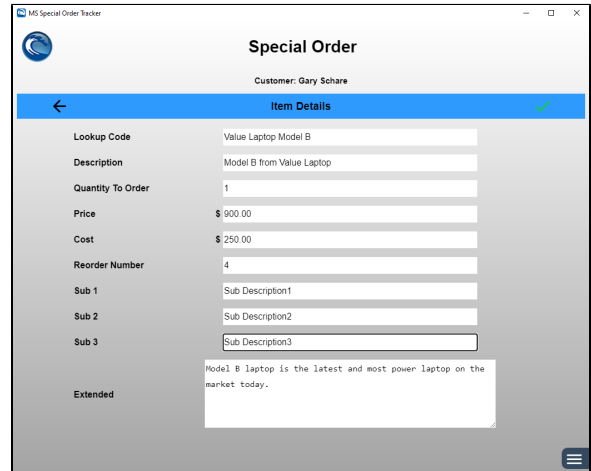 MS Special Order Tracker
Special Order
Customer: Gary Schare
Item Details
Lookup Code Value Laptop Model B
Description Model B from Value Laptop
Quantity To Order 1
Price $ 900.00
Cost $ 250.00
Reorder Number 4
Sub 1 Sub Description1
Sub 2 Sub Description2
Sub 3 Sub Description3
Extended Model B laptop is the latest and most power laptop on the
market today.